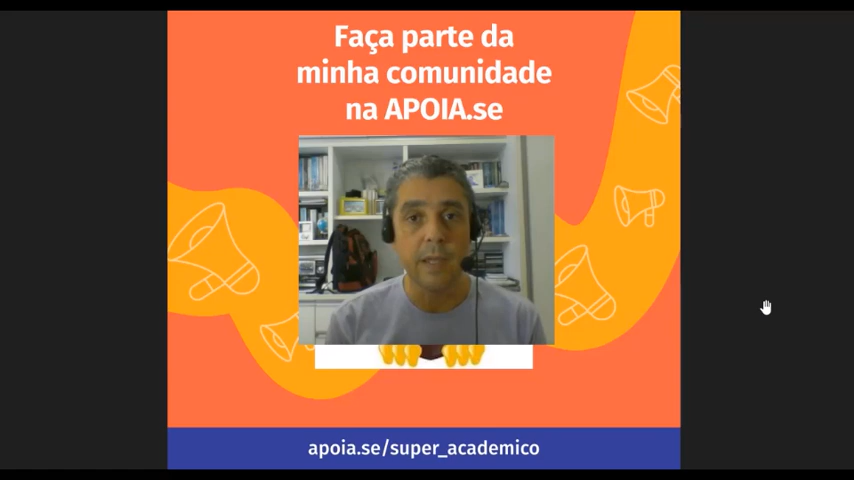 Faça parte da
minha comunidade
na APOIA.se
apoia.se/super_academico